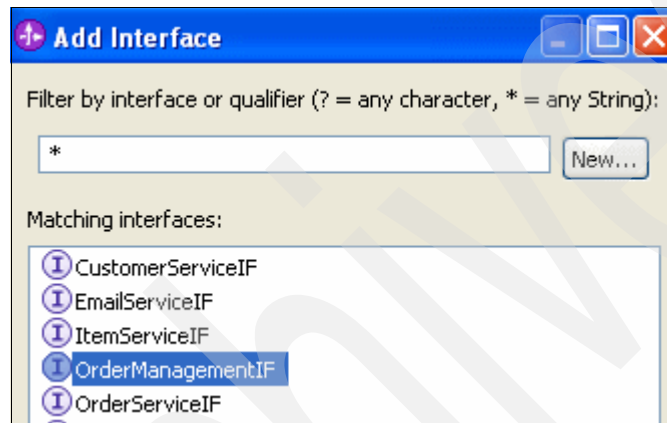 Add Interface
Filter by interface or qualifier (? = any character, * = any String):
*
New...
Matching interfaces:
CustomerServiceIF
EmailServiceIF
ItemServiceIF
OrderManagementIF
OrderServiceIF